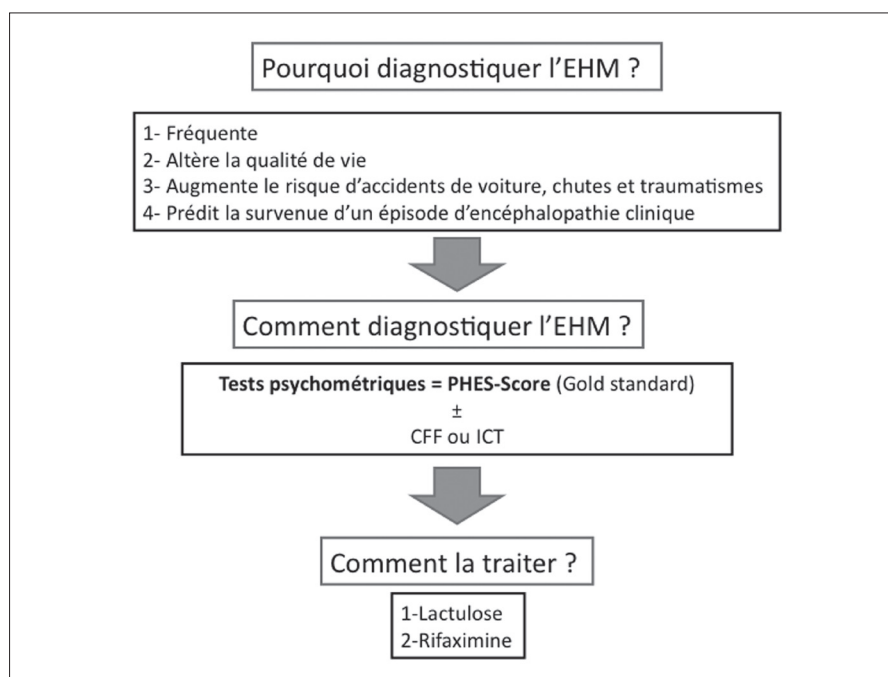 Pourquoi diagnostiquer l’EHM ?
1- Fréquente
2- Altère la qualité de vie
3- Augmente le risque d’accidents de voiture, chutes et traumatismes
4- Prédit la survenue d’un épisode d’encéphalopathie clinique
Comment diagnostiquer l’EHM ?
Tests psychométriques = PHES-Score (Gold standard)
±
CFF ou ICT
Comment la traiter ?
1-Lactulose
2-Rifaximine